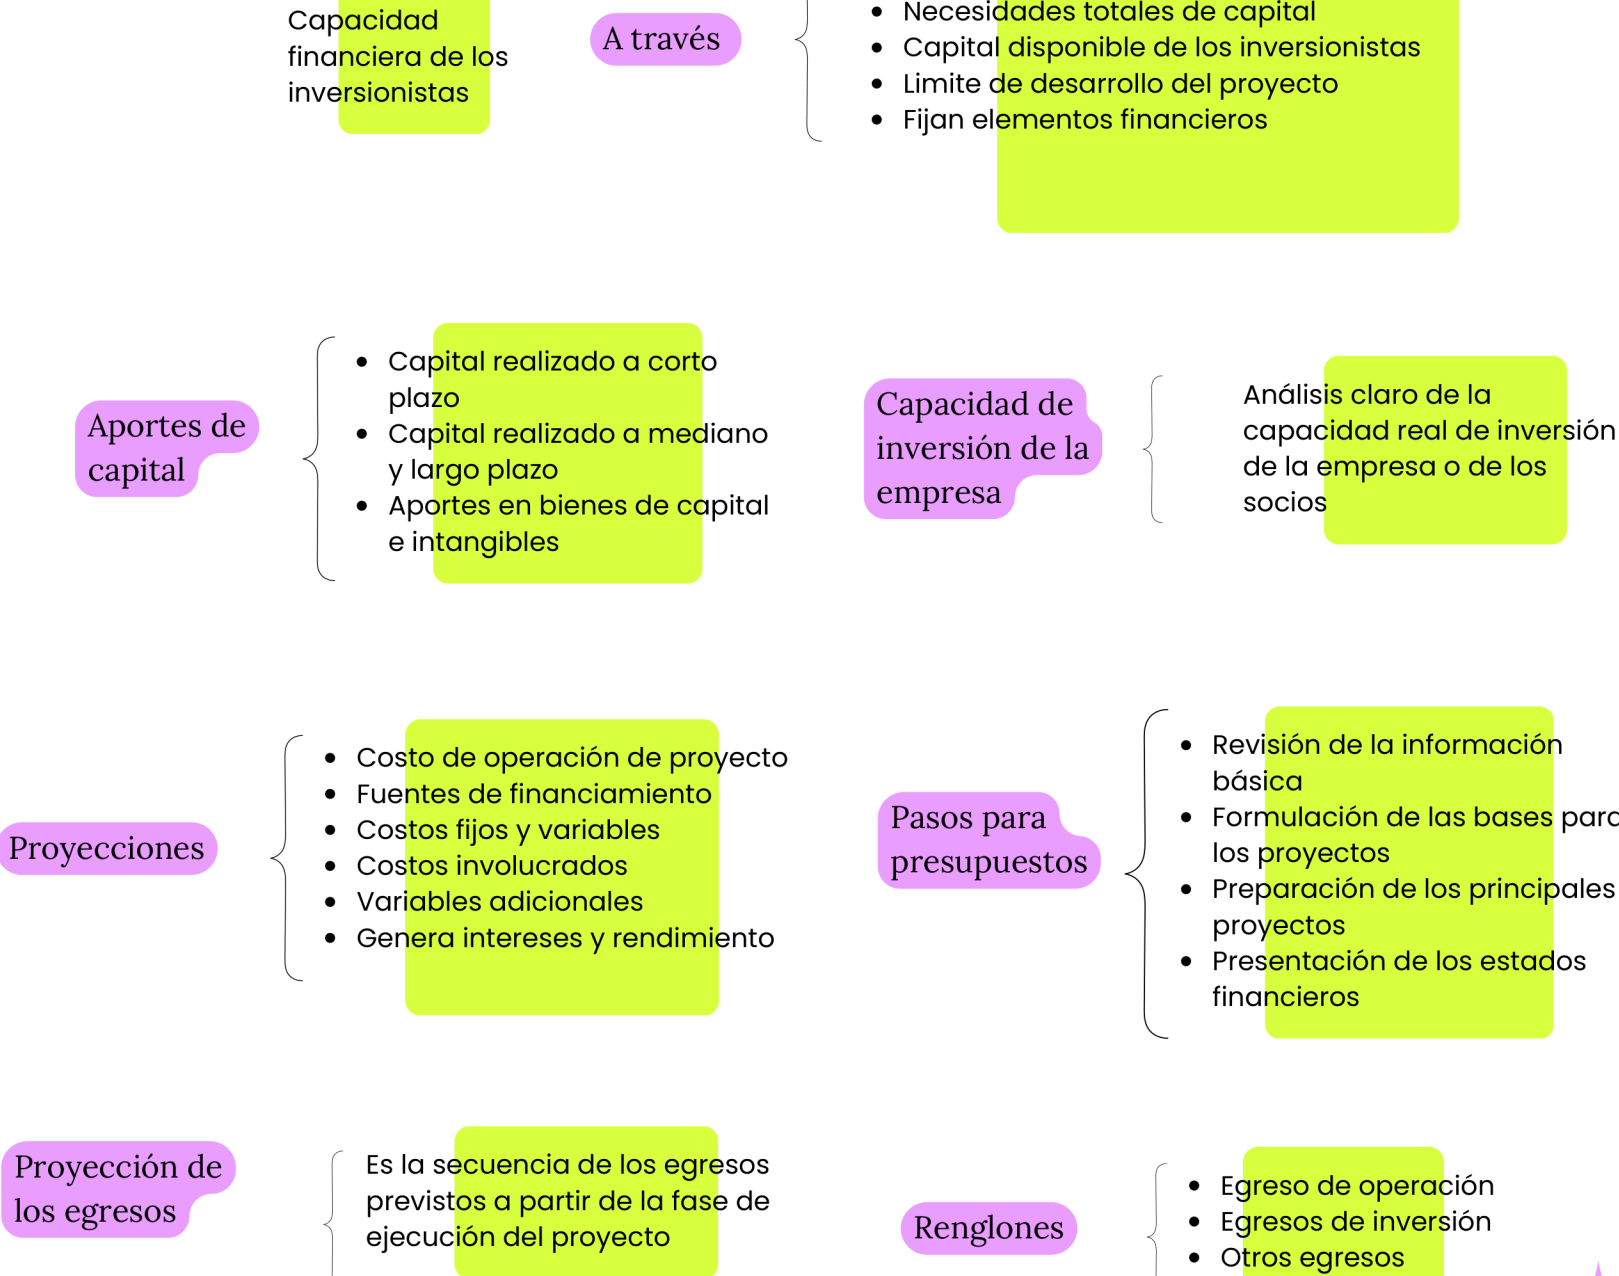 Capacidad
financiera de los
inversionistas
A través
Necesidades totales de capital
Capital disponible de los inversionistas
Limite de desarrollo del proyecto
Fijan elementos financieros
Aportes de
capital
Capital realizado a corto
plazo
Capital realizado a mediano
y largo plazo
Aportes en bienes de capital
e intangibles
Capacidad de
inversión de la
empresa
Análisis claro de la
capacidad real de inversión
de la empresa o de los
socios
Proyecciones
Costo de operación de proyecto
Fuentes de financiamiento
Costos fijos y variables
Costos involucrados
Variables adicionales
Genera intereses y rendimiento
Pasos para
presupuestos
Revisión de la información
básica
Formulación de las bases para
los proyectos
Preparación de los principales
proyectos
Presentación de los estados
financieros
Proyección de
los egresos
Es la secuencia de los egresos
previstos a partir de la fase de
ejecución del proyecto
Renglones
Egreso de operación
Egresos de inversión
Otros egresos